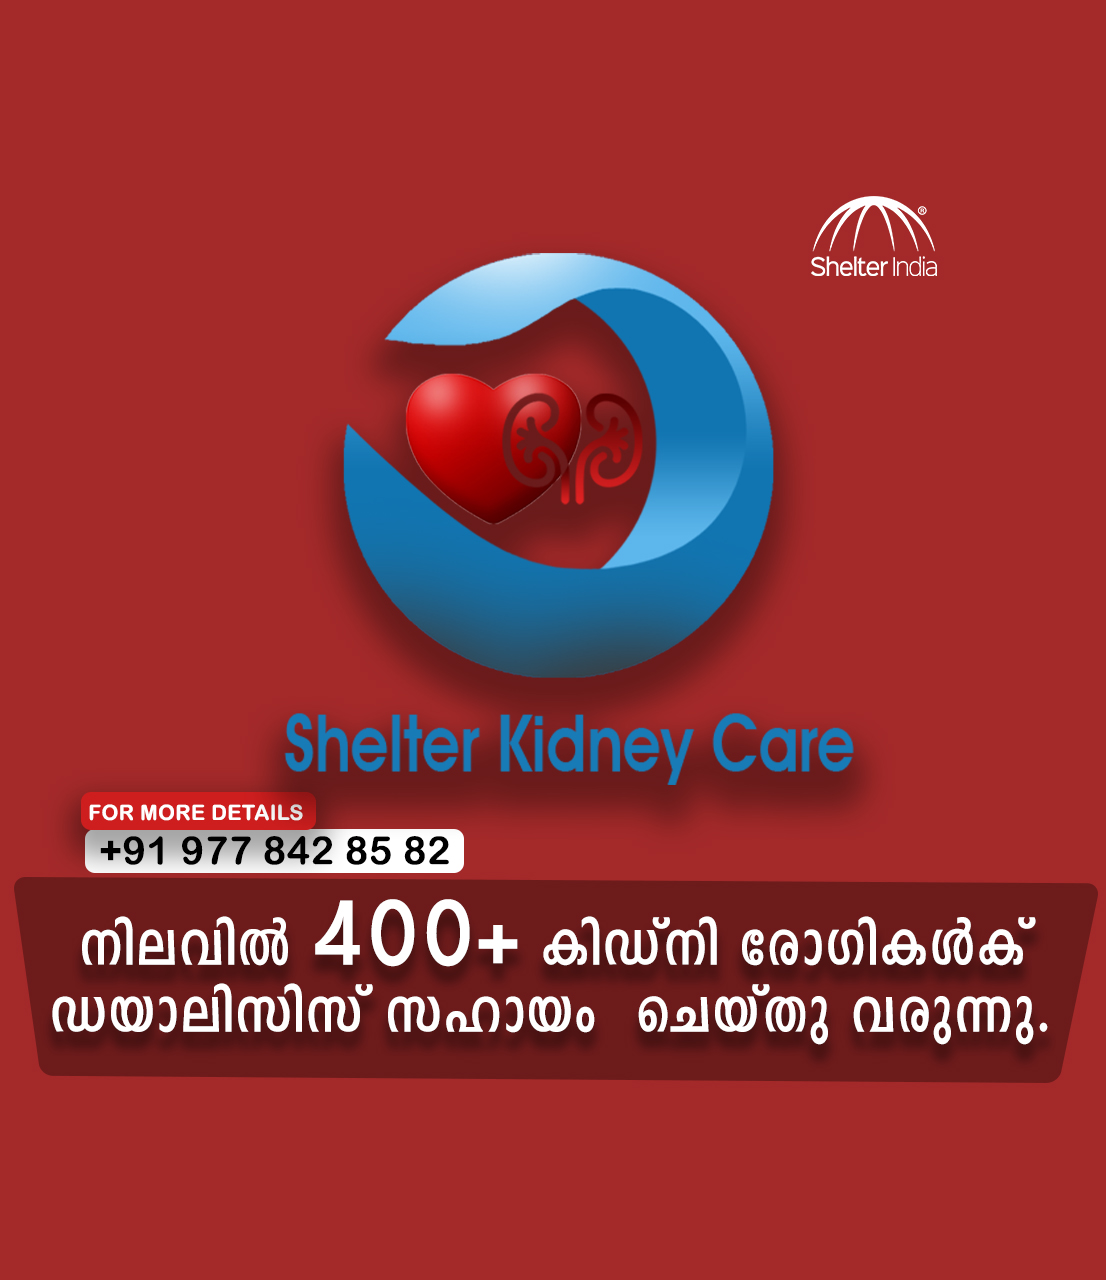 Shelter India
Shelter Kidney Care
FOR MORE DETAILS
+91 977 842 85 82
നിലവിൽ 400+ കിഡ്നി രോഗികൾക്
ഡയാലിസിസ് സഹായം ചെയ്തു വരുന്നു.